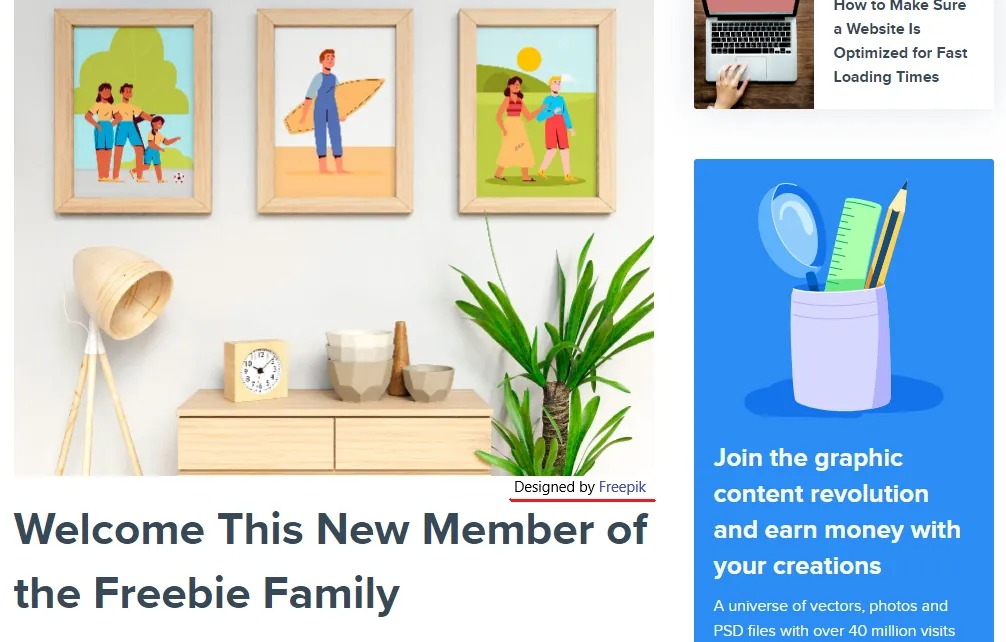 How to Make Sure
a Website Is
Optimized for Fast
Loading Times
Designed by Freepik
Welcome This New Member of
the Freebie Family
Join the graphic
content revolution
and earn money with
your creations
A universe of vectors, photos and
PSD files with over 40 million visits